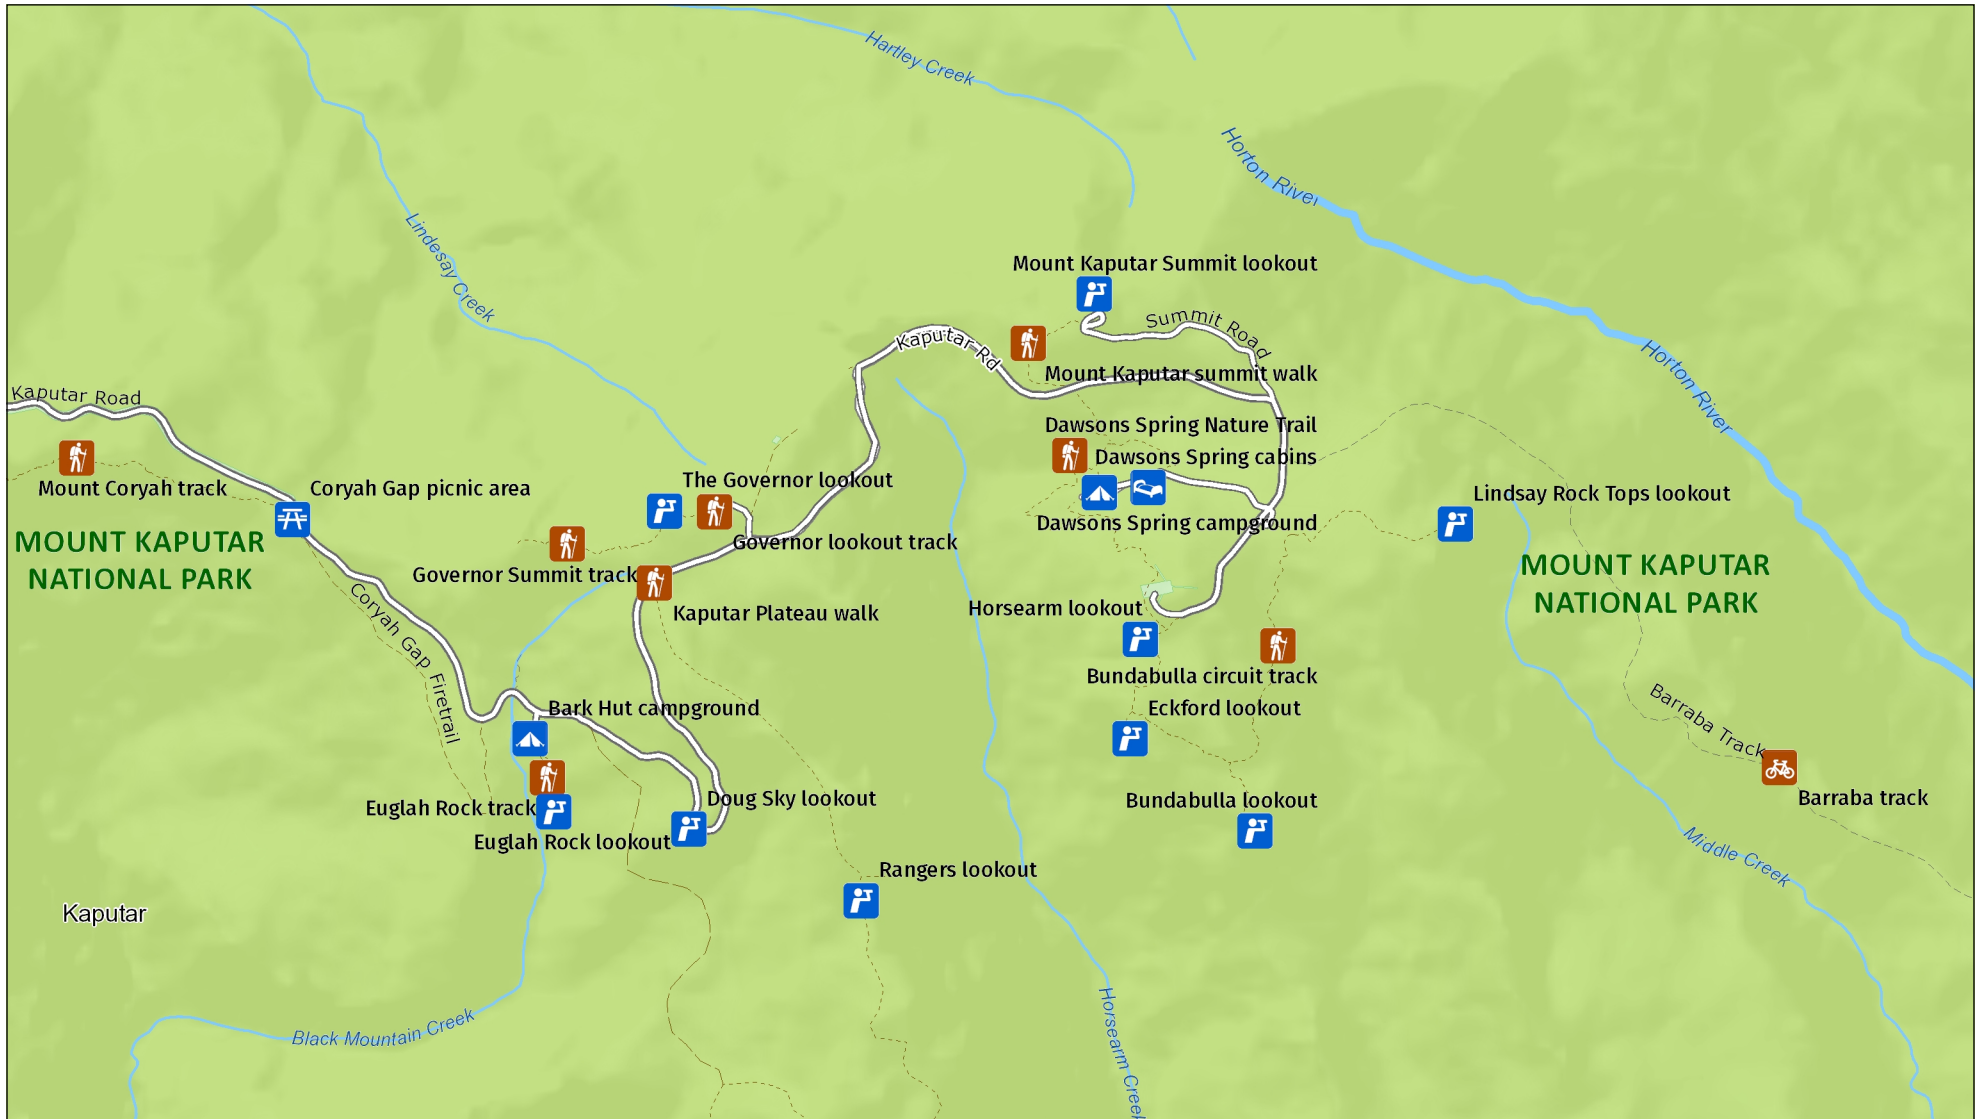 Hartley Creek
Horton River
Lindesay Creek
Mount Kaputar Summit lookout
Summit Road
Kaputar Rd
Mount Kaputar summit walk
Horton River
Kaputar Road
Dawsons Spring Nature Trail
Dawsons Spring cabins
Mount Coryah track
Coryah Gap picnic area
The Governor lookout
Lindsay Rock Tops lookout
Dawsons Spring campground
MOUNT KAPUTAR
NATIONAL PARK
Governor lookout track
Governor Summit track
MOUNT KAPUTAR
NATIONAL PARK
Coryah Gap Firetrail
Kaputar Plateau walk
Horsearm lookout
Bundabulla circuit track
Bark Hut campground
Eckford lookout
Barraba Track
Euglah Rock track
Doug Sky lookout
Bundabulla lookout
Barraba track
Euglah Rock lookout
Middle Creek
Rangers lookout
Kaputar
Black Mountain Creek
Horsearm Creek